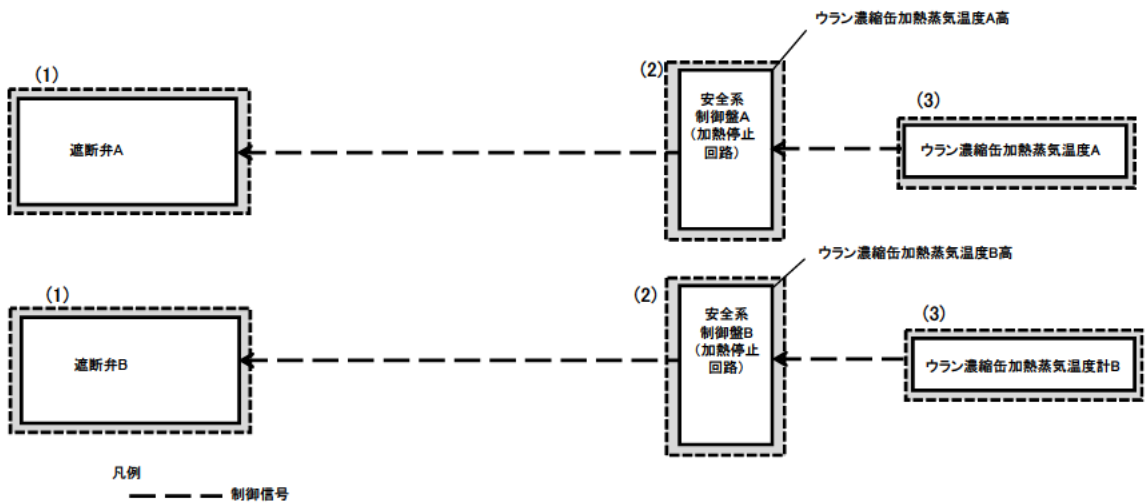 ウラン濃縮缶加熱蒸気温度A高
(1)
(2)
(3)
遮断弁A
安全系
制御盤A
(加熱停止
回路)
ウラン濃縮缶加熱蒸気温度A
ウラン濃縮缶加熱蒸気温度B高
(1)
(2)
(3)
遮断弁B
安全系
制御盤B
(加熱停止
回路)
ウラン濃縮缶加熱蒸気温度計B
凡例
制御信号